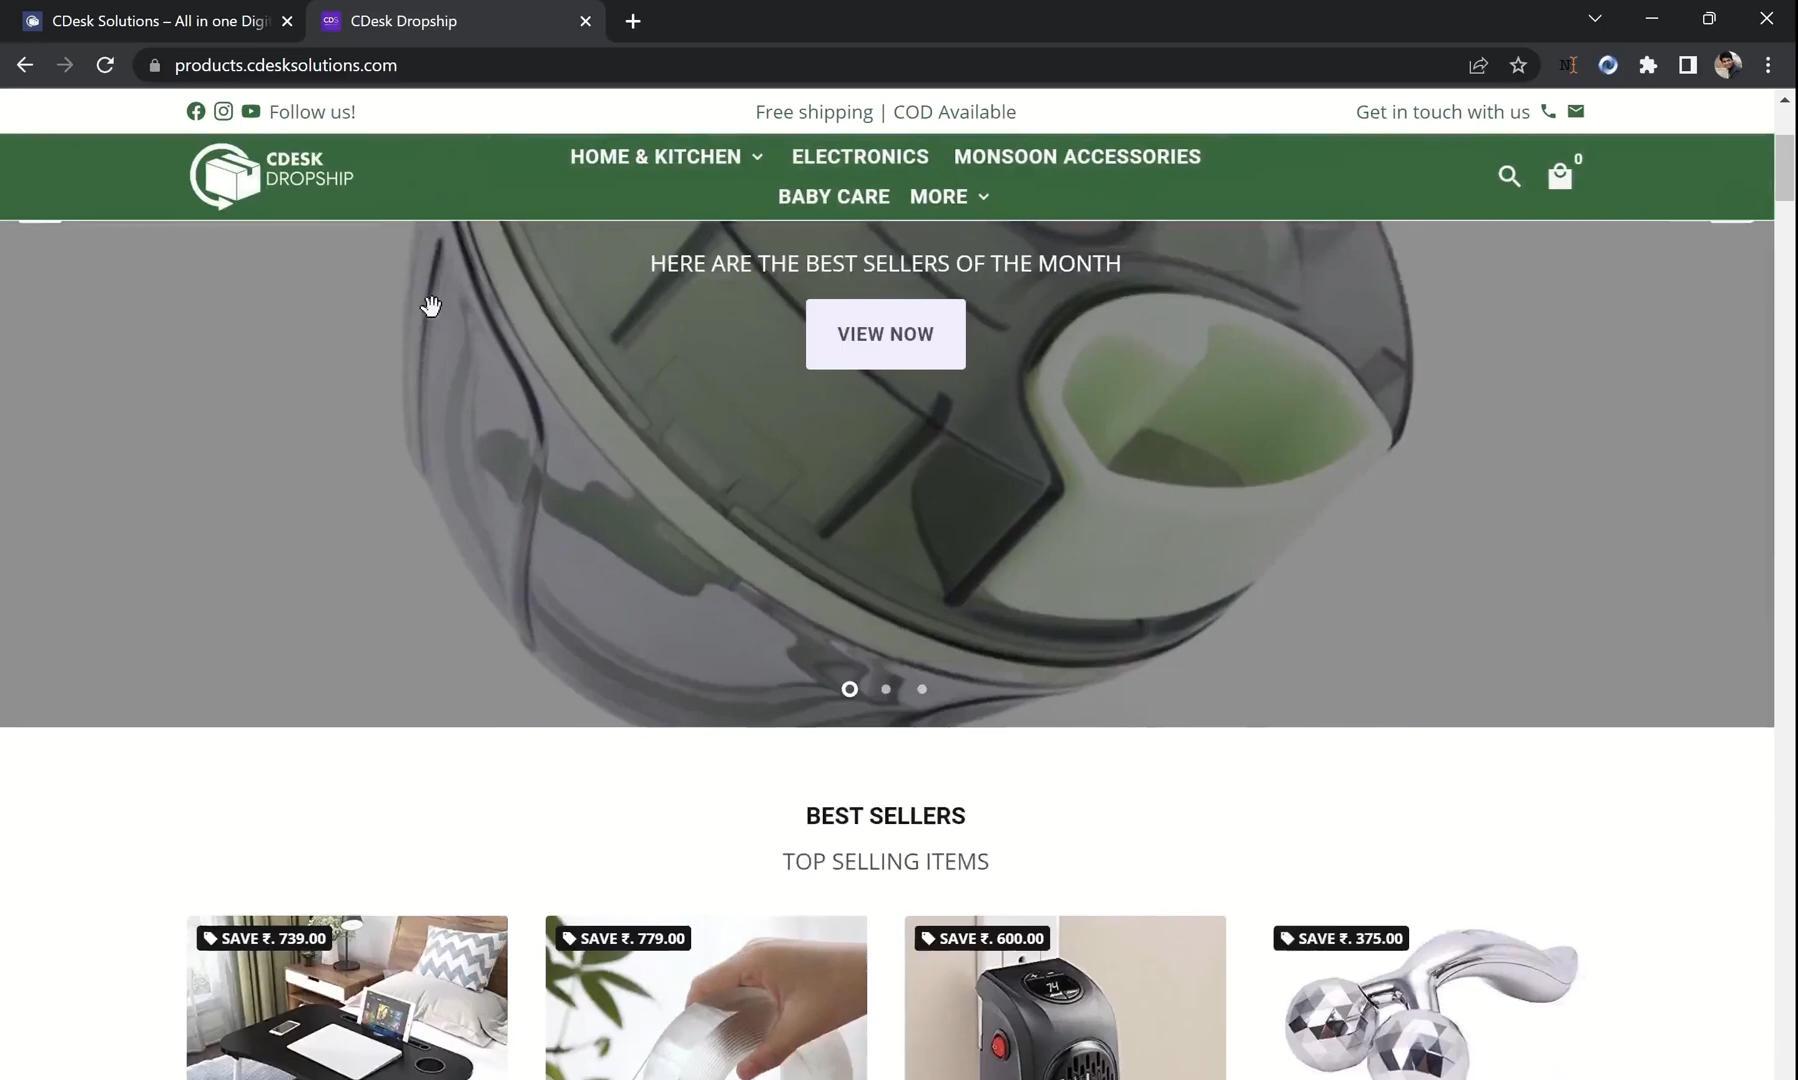 CDesk Solutions – All in one Digi
CDesk Dropship
products.cdesksolutions.com
Follow us!
Free shipping | COD Available
Get in touch with us
CDESK
DROPSHIP
HOME & KITCHEN
ELECTRONICS
MONSOON ACCESSORIES
BABY CARE
MORE
0
HERE ARE THE BEST SELLERS OF THE MONTH
VIEW NOW
BEST SELLERS
TOP SELLING ITEMS
SAVE ₹. 739.00
SAVE ₹. 779.00
SAVE ₹. 600.00
SAVE ₹. 375.00
74